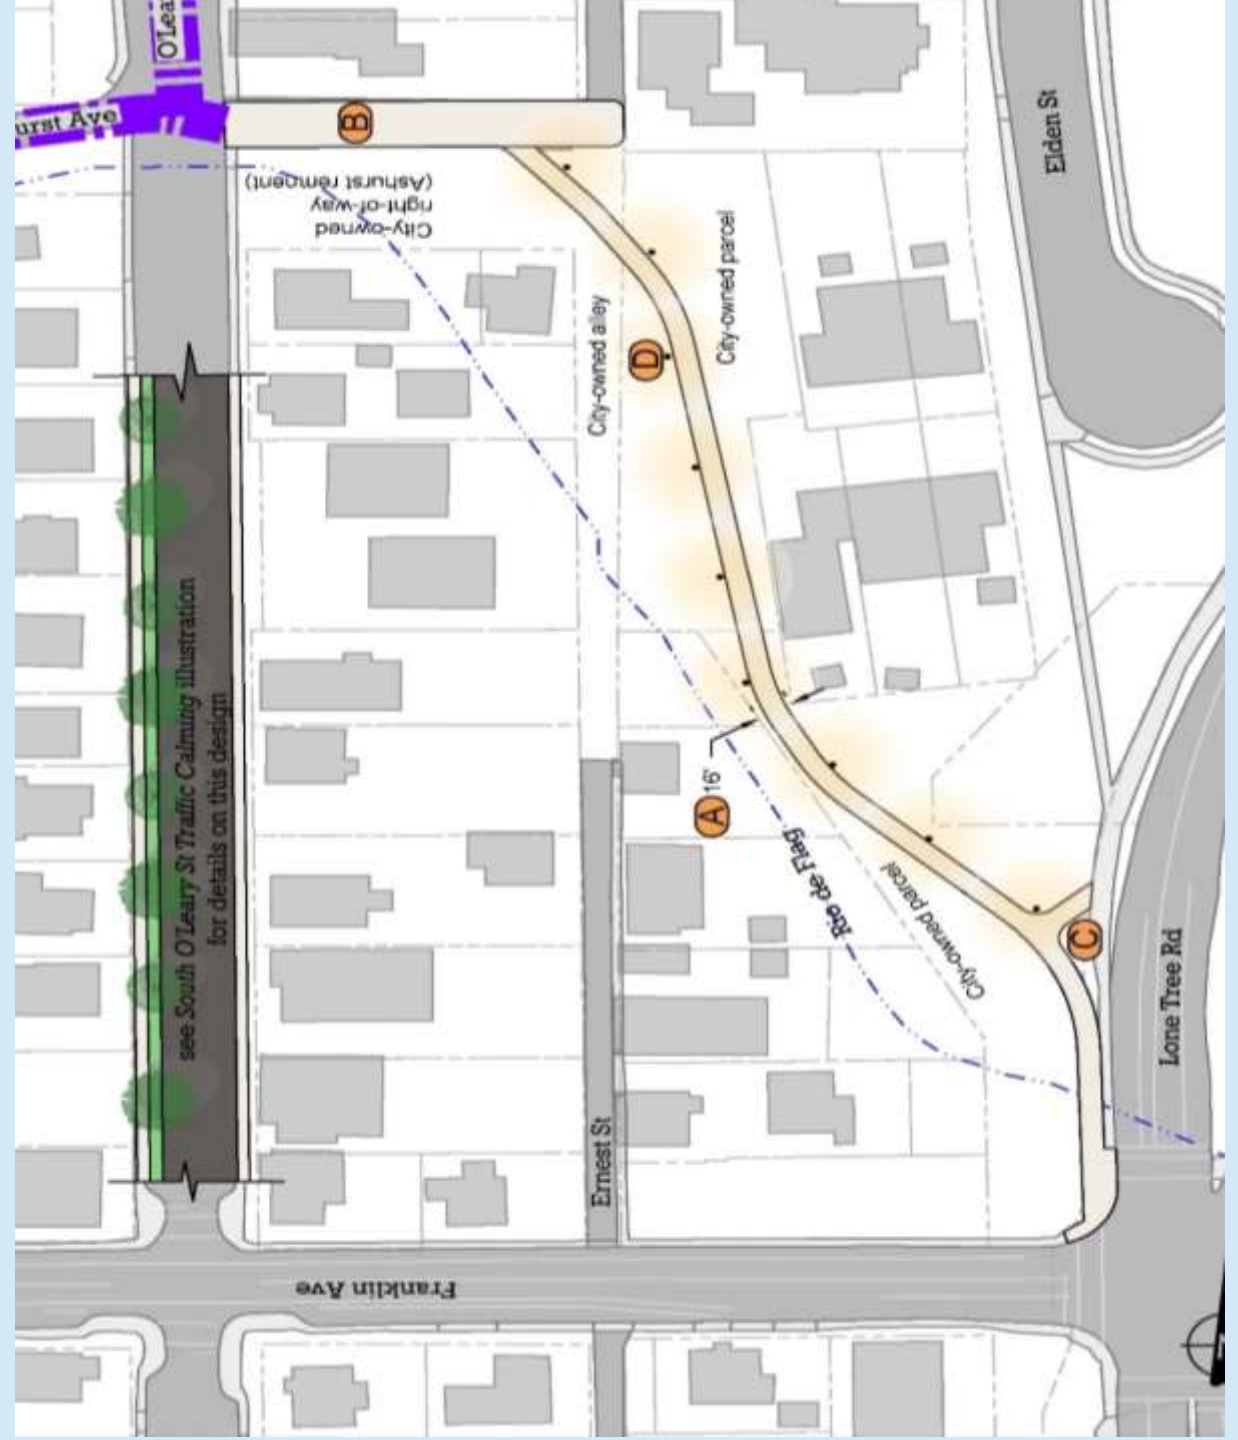 O'Lea
urst Ave
B
City-owned
right-of-way
(Ashurst remnent)
Elden St
City-owned parcel
City-owned alley
D
see South O'Leary St Traffic Calming illustration
for details on this design
A
16'
Rio de Flag
City-owned parcel
C
Lone Tree Rd
Ernest St
Franklin Ave